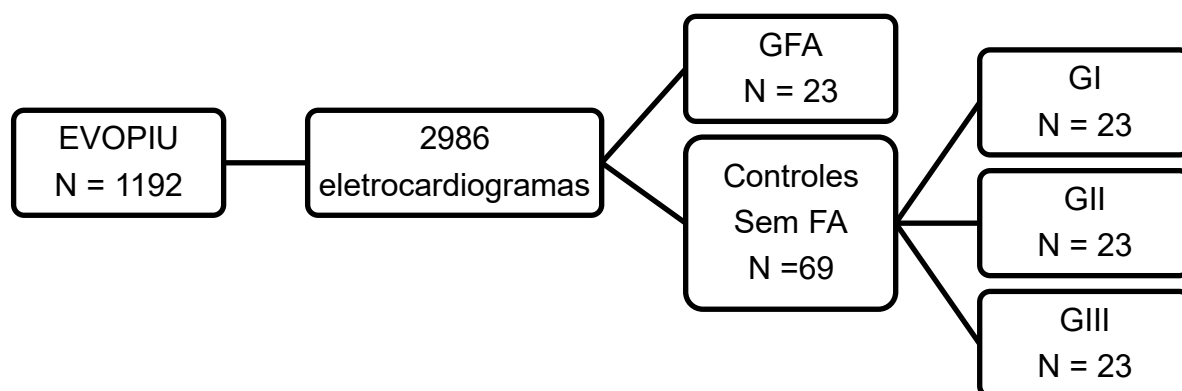 EVOPIU
N = 1192
2986
eletrocardiogramas
GFA
N = 23
Controles
Sem FA
N =69
GI
N = 23
GII
N = 23
GIII
N = 23